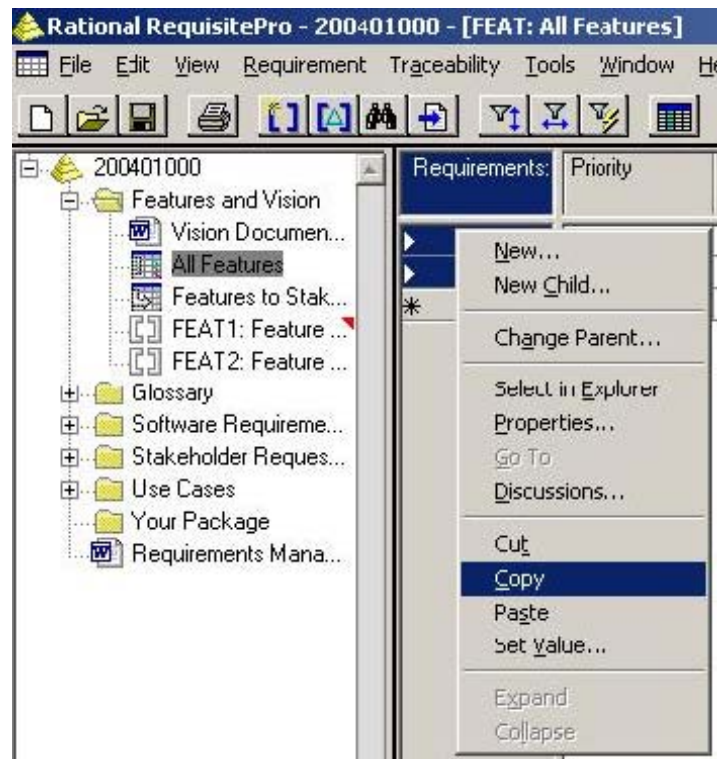 Rational RequisitePro - 200401000 - [FEAT: All Features]
File Edit View Requirement Traceability Tools Window He
200401000
Features and Vision
Vision Documen...
All Features
Features to Stak...
FEAT1: Feature ...
FEAT2: Feature ...
Glossary
Software Requireme...
Stakeholder Reques...
Use Cases
Your Package
Requirements Mana...
Requirements: Priority
*
New...
New Child...
Change Parent...
Select in Explorer
Properties...
Go To
Discussions...
Cut
Copy
Paste
Set Value...
Expand
Collapse